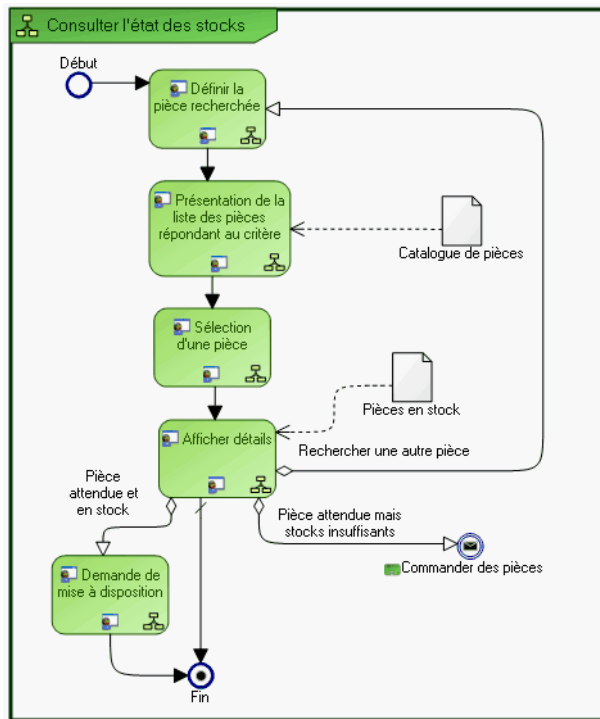 Consulter l'état des stocks
Début
Définir la
pièce recherchée
Présentation de la
liste des pièces
répondant au critère
Catalogue de pièces
Sélection
d'une pièce
Pièces en stock
Afficher détails
Rechercher une autre pièce
Pièce
attendue et
en stock
Pièce attendue mais
stocks insuffisants
Commander des pièces
Demande de
mise à disposition
Fin